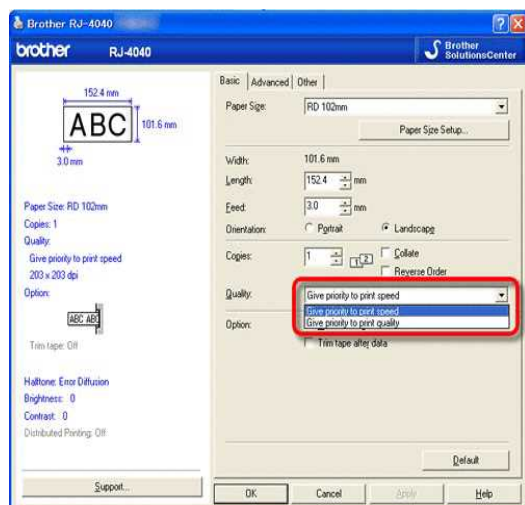 Brother RJ-4040
brother RJ-4040
Brother
SolutionsCenter
152.4 mm
ABC
101.6 mm
3.0 mm
Paper Size: RD 102mm
Copies: 1
Quality:
Give priority to print speed
203 x 203 dpi
Option:
ABC ABC
Trim tape: Off
Halftone: Error Diffusion
Brightness: 0
Contrast: 0
Distributed Printing: Off
Support...
Basic Advanced Other
Paper Size: RD 102mm
Paper Size Setup...
Width: 101.6 mm
Length: 152.4 mm
Feed: 3.0 mm
Orientation: Portrait Landscape
Copies: 1 1 2 Collate
Reverse Order
Quality: Give priority to print speed
Give priority to print speed
Give priority to print quality
Option:
Trim tape after data
Default
OK Cancel Apply Help